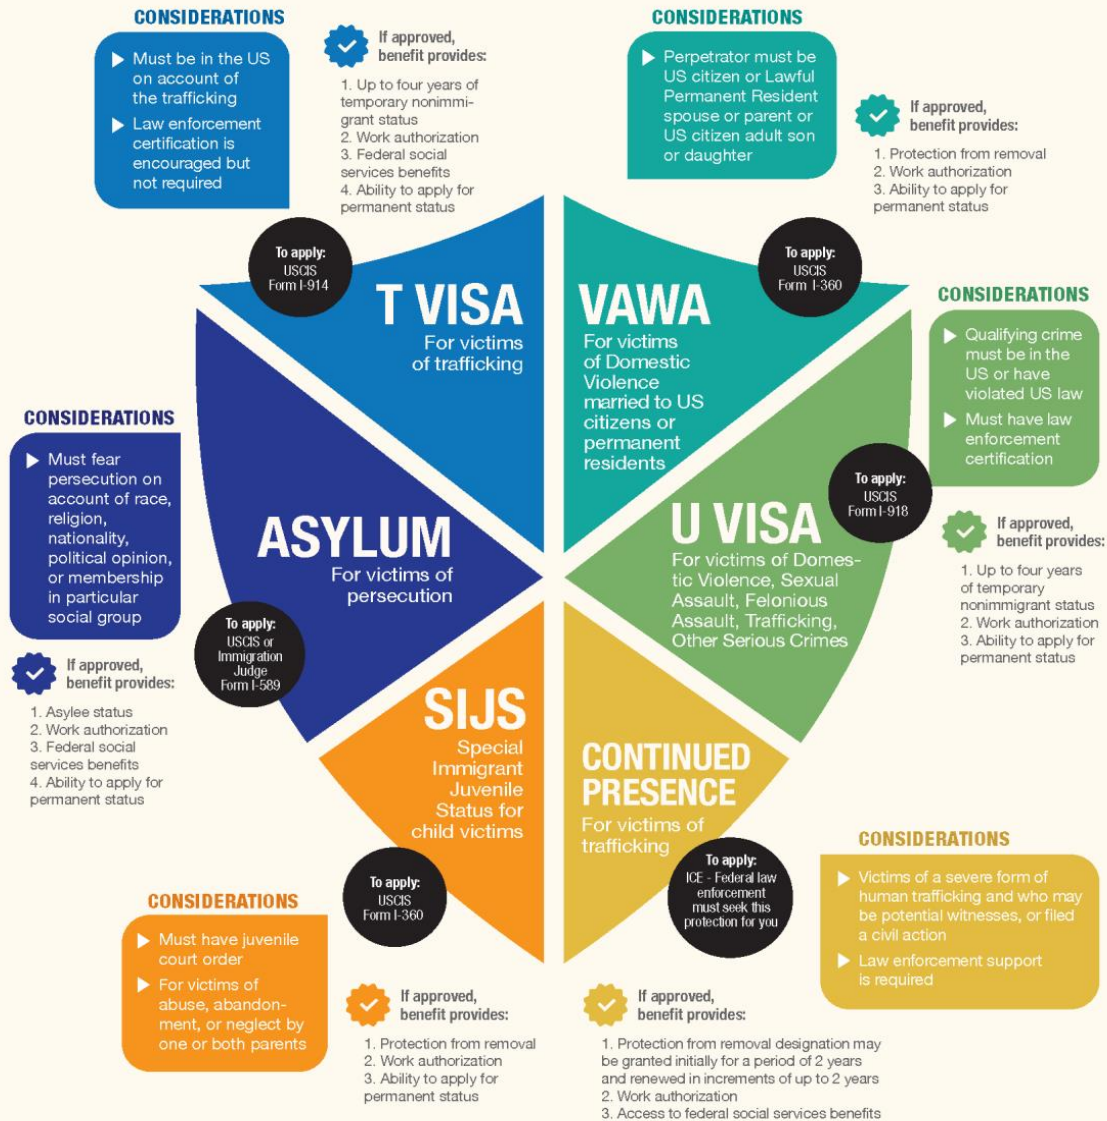 CONSIDERATIONS
Must be in the US
on account of
the trafficking
Law enforcement
certification is
encouraged but
not required
If approved,
benefit provides:
1. Up to four years of
temporary nonimmi-
grant status
2. Work authorization
3. Federal social
services benefits
4. Ability to apply for
permanent status
To apply:
USCIS
Form I-914
T VISA
For victims
of trafficking
CONSIDERATIONS
Perpetrator must be
US citizen or Lawful
Permanent Resident
spouse or parent or
US citizen adult son
or daughter
If approved,
benefit provides:
1. Protection from removal
2. Work authorization
3. Ability to apply for
permanent status
To apply:
USCIS
Form I-360
VAWA
For victims
of Domestic
Violence
married to US
citizens or
permanent
residents
CONSIDERATIONS
Qualifying crime
must be in the
US or have
violated US law
Must have law
enforcement
certification
To apply:
USCIS
Form I-918
U VISA
For victims of Domes-
tic Violence, Sexual
Assault, Felonious
Assault, Trafficking,
Other Serious Crimes
If approved,
benefit provides:
1. Up to four years
of temporary
nonimmigrant status
2. Work authorization
3. Ability to apply for
permanent status
CONSIDERATIONS
Must fear
persecution on
account of race,
religion,
nationality,
political opinion,
or membership
in particular
social group
ASYLUM
For victims of
persecution
To apply:
USCIS or
Immigration
Judge
Form I-589
If approved,
benefit provides:
1. Asylee status
2. Work authorization
3. Federal social
services benefits
4. Ability to apply for
permanent status
SIJS
Special
Immigrant
Juvenile
Status for
child victims
To apply:
USCIS
Form I-360
CONSIDERATIONS
Must have juvenile
court order
For victims of
abuse, abandon-
ment, or neglect by
one or both parents
If approved,
benefit provides:
1. Protection from removal
2. Work authorization
3. Ability to apply for
permanent status
CONTINUED
PRESENCE
For victims of
trafficking
To apply:
ICE - Federal law
enforcement
must seek this
protection for you
CONSIDERATIONS
Victims of a severe form of
human trafficking and who may
be potential witnesses, or filed
a civil action
Law enforcement support
is required
If approved,
benefit provides:
1. Protection from removal designation may
be granted initially for a period of 2 years
and renewed in increments of up to 2 years
2. Work authorization
3. Access to federal social services benefits